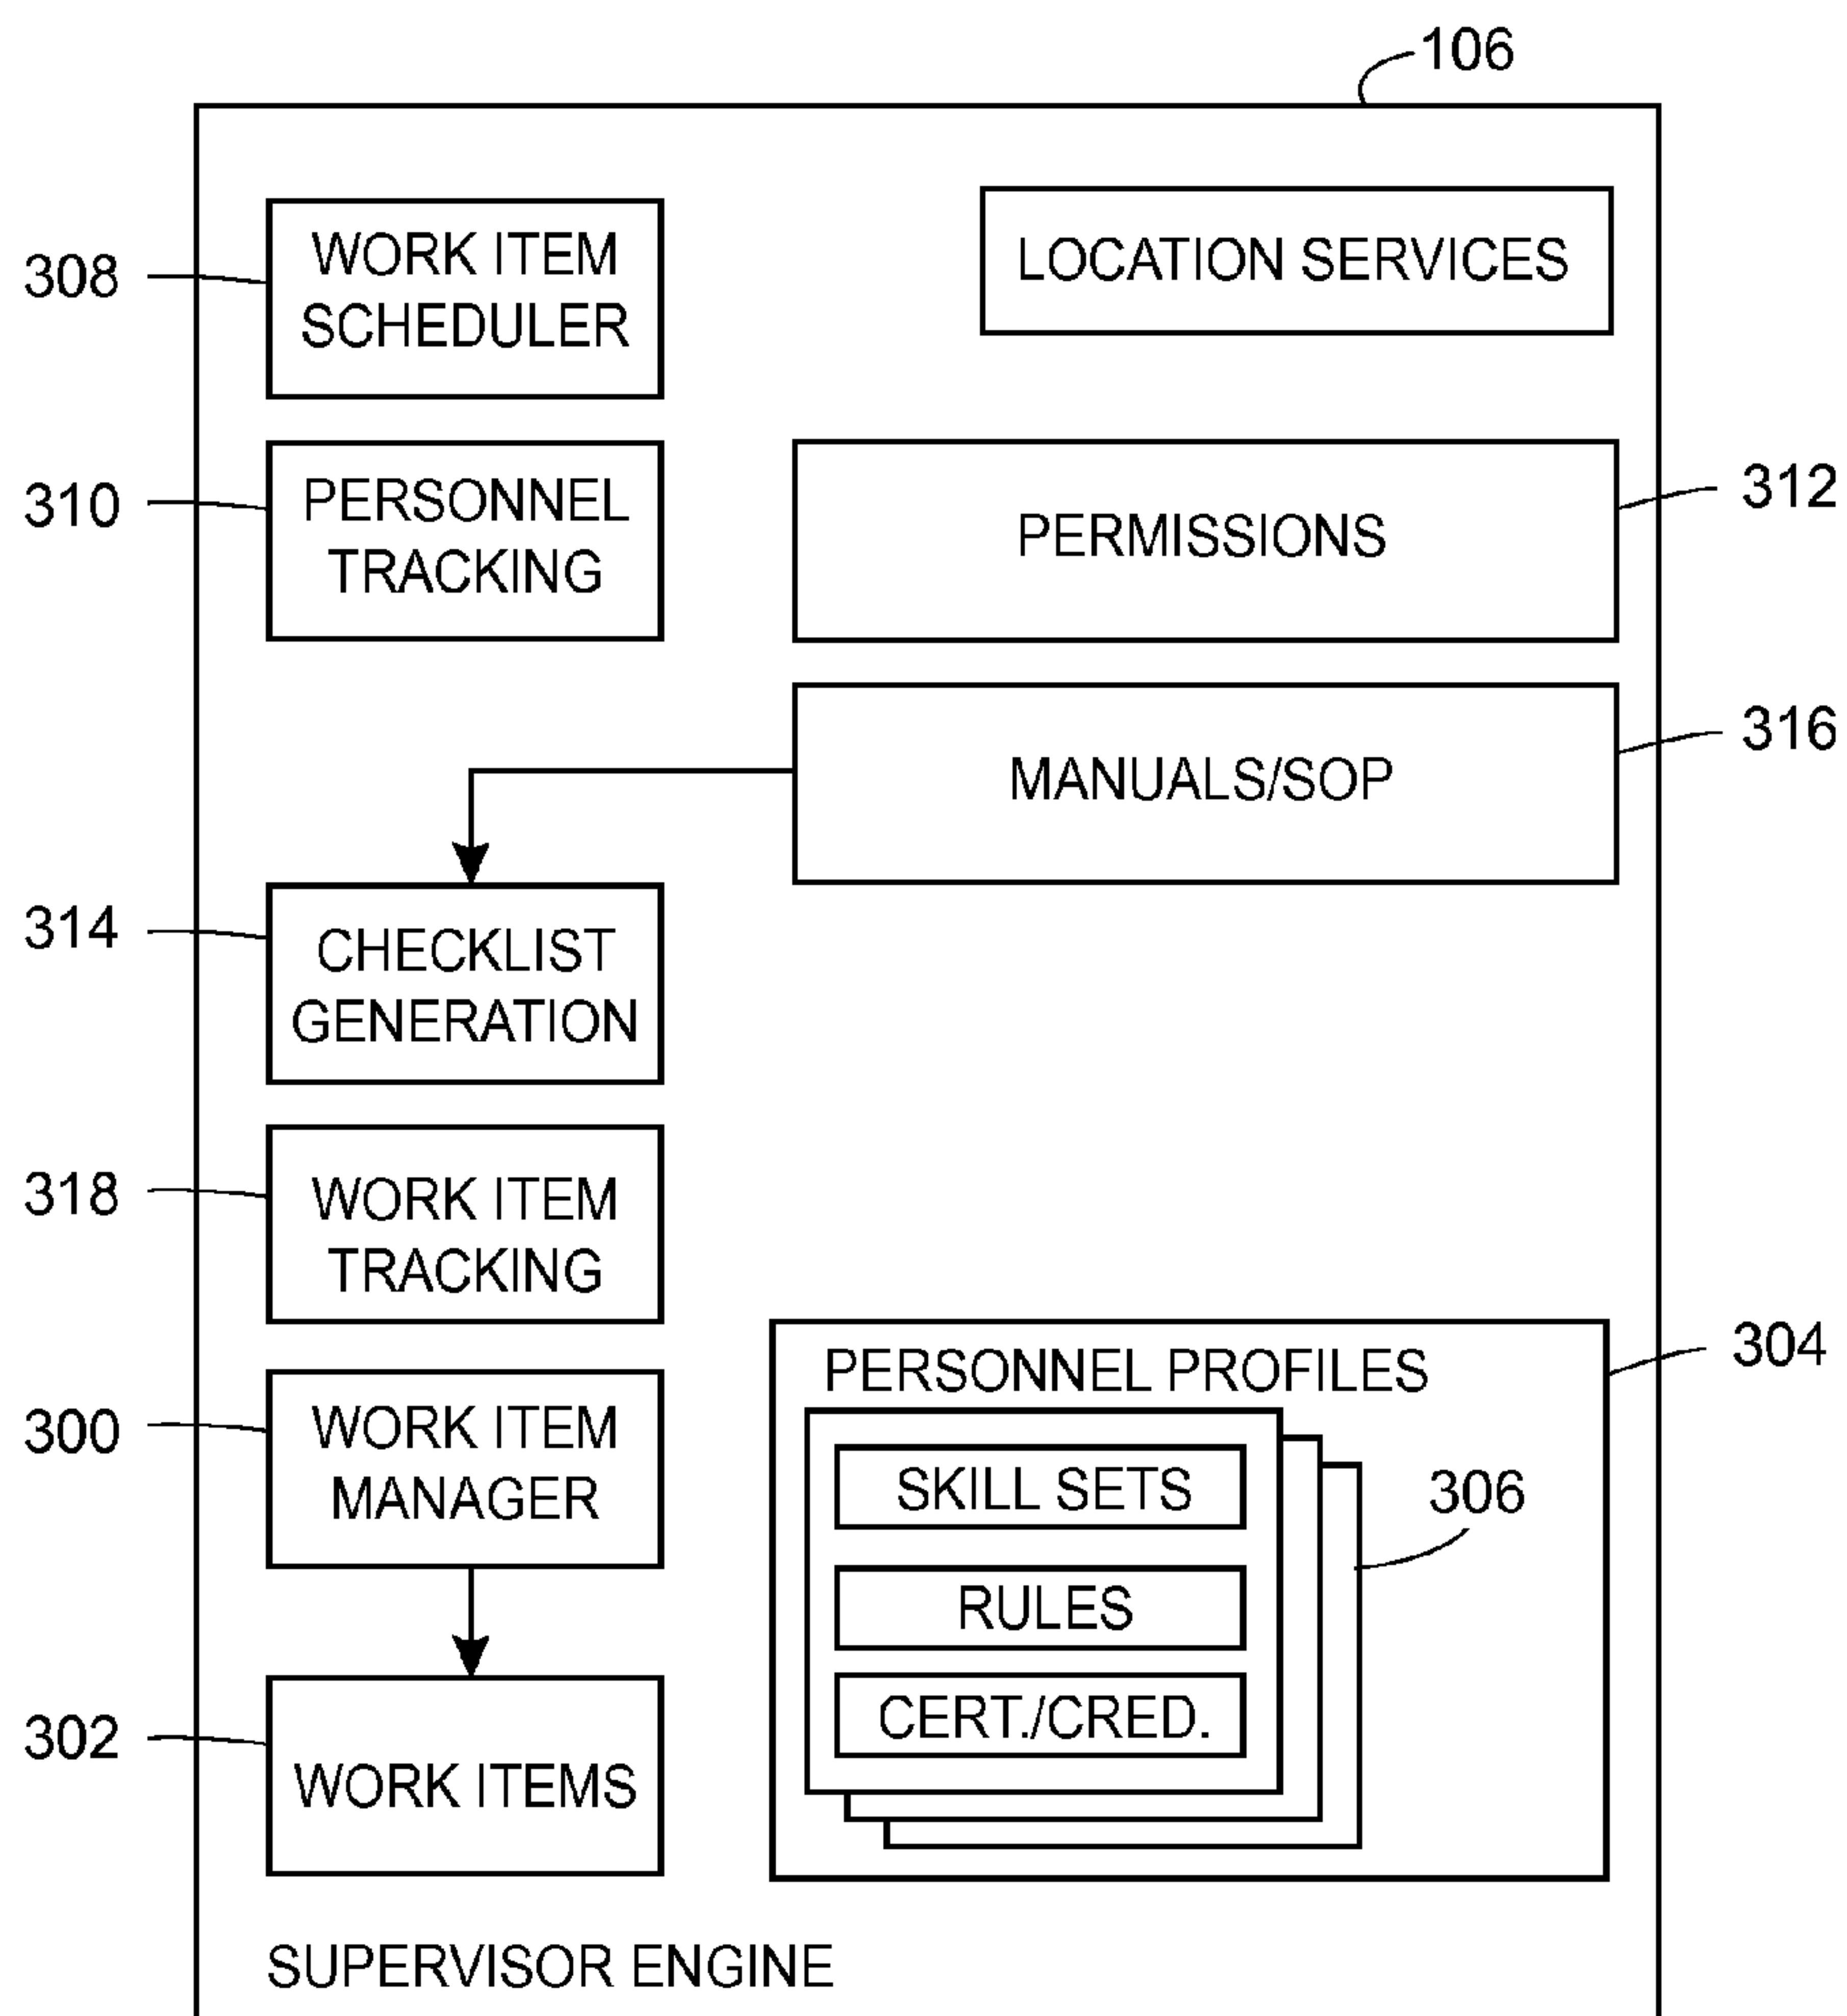 106
308
WORK ITEM
SCHEDULER
LOCATION SERVICES
310
PERSONNEL
TRACKING
PERMISSIONS
312
MANUALS/SOP
316
314
CHECKLIST
GENERATION
318
WORK ITEM
TRACKING
300
WORK ITEM
MANAGER
302
WORK ITEMS
PERSONNEL PROFILES
304
SKILL SETS
RULES
CERT./CRED.
306
SUPERVISOR ENGINE